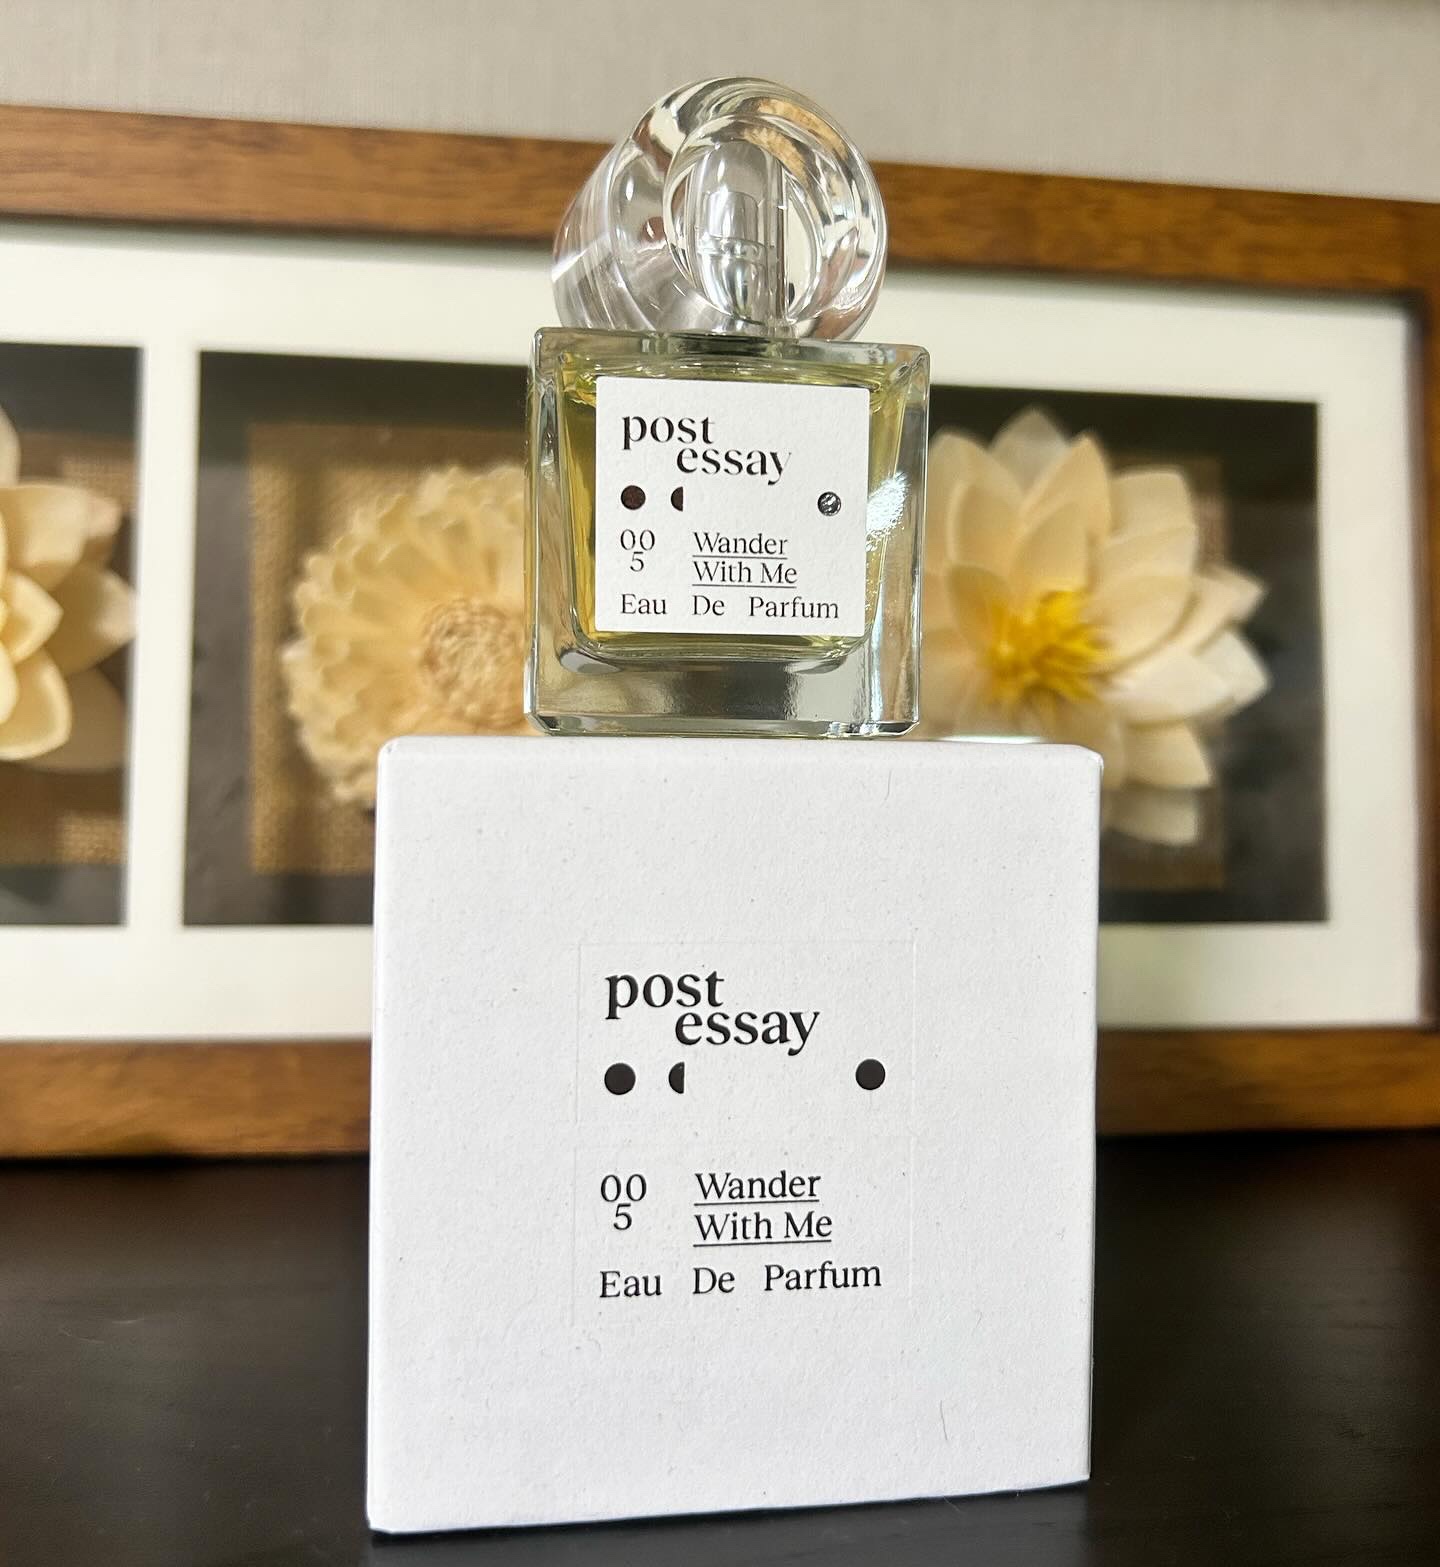 post
essay
00 Wander
5 With Me
Eau De Parfum
post
essay
00 Wander
5 With Me
Eau De Parfum